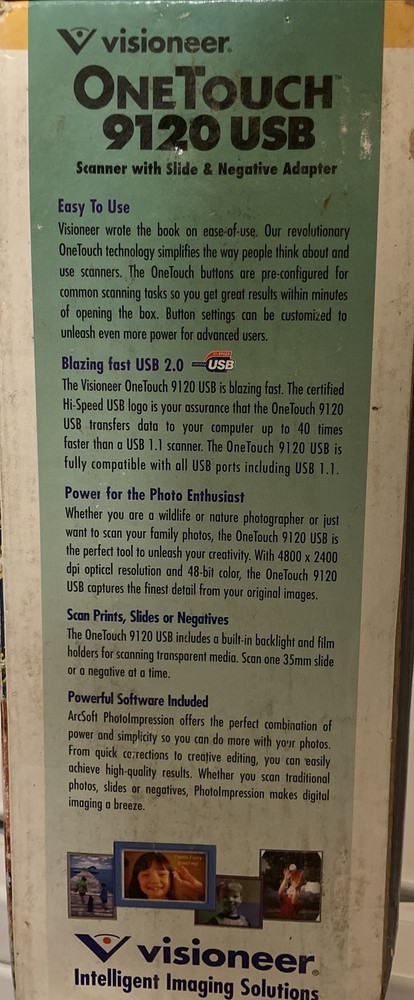 visioneer®
ONETOUCH™
9120 USB
Scanner with Slide & Negative Adapter
Easy To Use
Visioneer wrote the book on ease-of-use. Our revolutionary
OneTouch technology simplifies the way people think about and
use scanners. The OneTouch buttons are pre-configured for
common scanning tasks so you get great results within minutes
of opening the box. Button settings can be customized to
unleash even more power for advanced users.
Blazing fast USB 2.0 HI-SPEED USB
The Visioneer OneTouch 9120 USB is blazing fast. The certified
Hi-Speed USB logo is your assurance that the OneTouch 9120
USB transfers data to your computer up to 40 times
faster than a USB 1.1 scanner. The OneTouch 9120 USB is
fully compatible with all USB ports including USB 1.1.
Power for the Photo Enthusiast
Whether you are a wildlife or nature photographer or just
want to scan your family photos, the OneTouch 9120 USB is
the perfect tool to unleash your creativity. With 4800 x 2400
dpi optical resolution and 48-bit color, the OneTouch 9120
USB captures the finest detail from your original images.
Scan Prints, Slides or Negatives
The OneTouch 9120 USB includes a built-in backlight and film
holders for scanning transparent media. Scan one 35mm slide
or a negative at a time.
Powerful Software Included
ArcSoft PhotoImpression offers the perfect combination of
power and simplicity so you can do more with your photos.
From quick corrections to creative editing, you can easily
achieve high-quality results. Whether you scan traditional
photos, slides or negatives, PhotoImpression makes digital
imaging a breeze.
visioneer®
Intelligent Imaging Solutions